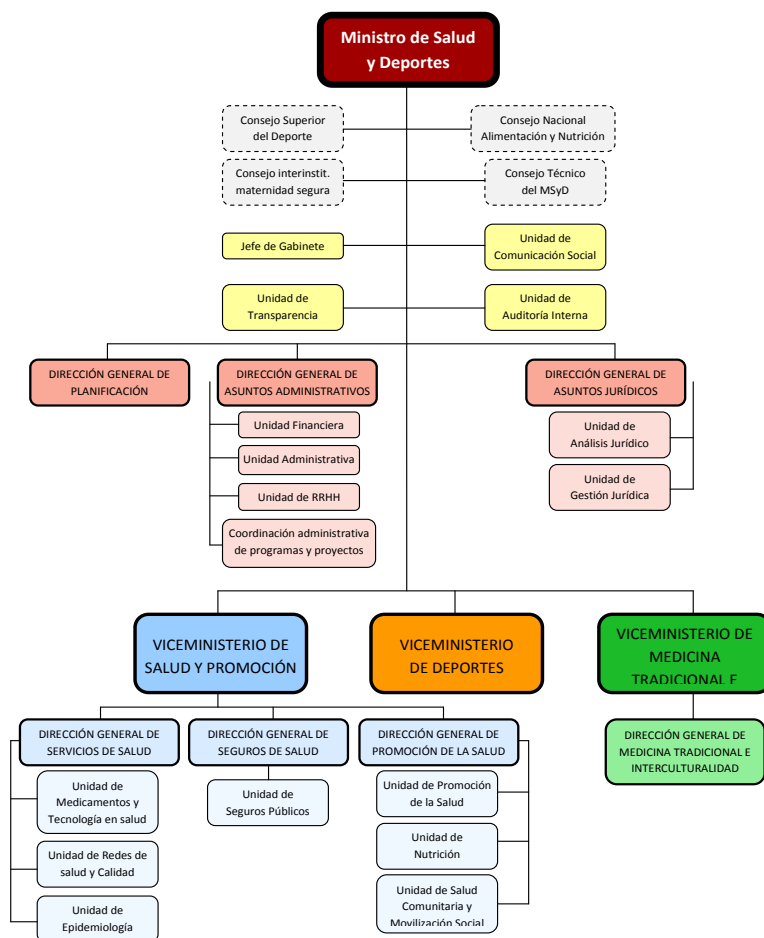 Ministro de Salud
y Deportes
Consejo Superior
del Deporte
Consejo Nacional
Alimentación y Nutrición
Consejo interinstit.
maternidad segura
Consejo Técnico
del MSyD
Jefe de Gabinete
Unidad de
Comunicación Social
Unidad de
Transparencia
Unidad de
Auditoría Interna
DIRECCIÓN GENERAL DE
PLANIFICACIÓN
DIRECCIÓN GENERAL DE
ASUNTOS ADMINISTRATIVOS
DIRECCIÓN GENERAL DE
ASUNTOS JURÍDICOS
Unidad Financiera
Unidad Administrativa
Unidad de RRHH
Coordinación administrativa
de programas y proyectos
Unidad de
Análisis Jurídico
Unidad de
Gestión Jurídica
VICEMINISTERIO DE
SALUD Y PROMOCIÓN
VICEMINISTERIO
DE DEPORTES
VICEMINISTERIO DE
MEDICINA
TRADICIONAL E
DIRECCIÓN GENERAL DE
SERVICIOS DE SALUD
DIRECCIÓN GENERAL DE
SEGUROS DE SALUD
DIRECCIÓN GENERAL DE
PROMOCIÓN DE LA SALUD
DIRECCIÓN GENERAL DE
MEDICINA TRADICIONAL E
INTERCULTURALIDAD
Unidad de
Medicamentos y
Tecnología en salud
Unidad de Redes de
salud y Calidad
Unidad de
Epidemiología
Unidad de
Seguros Públicos
Unidad de Promoción
de la Salud
Unidad de
Nutrición
Unidad de Salud
Comunitaria y
Movilización Social